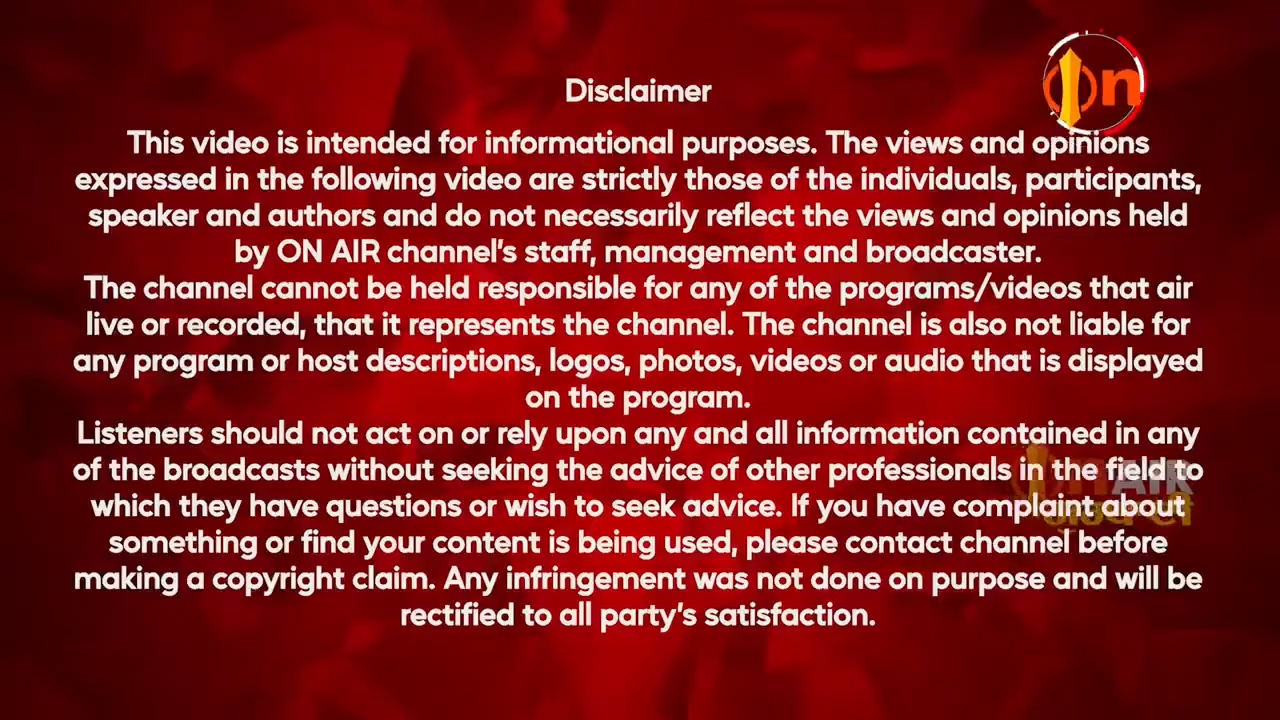 Disclaimer
This video is intended for informational purposes. The views and opinions
expressed in the following video are strictly those of the individuals, participants,
speaker and authors and do not necessarily reflect the views and opinions held
by ON AIR channel's staff, management and broadcaster.
The channel cannot be held responsible for any of the programs/videos that air
live or recorded, that it represents the channel. The channel is also not liable for
any program or host descriptions, logos, photos, videos or audio that is displayed
on the program.
Listeners should not act on or rely upon any and all information contained in any
of the broadcasts without seeking the advice of other professionals in the field to
which they have questions or wish to seek advice. If you have complaint about
something or find your content is being used, please contact channel before
making a copyright claim. Any infringement was not done on purpose and will be
rectified to all party's satisfaction.
On